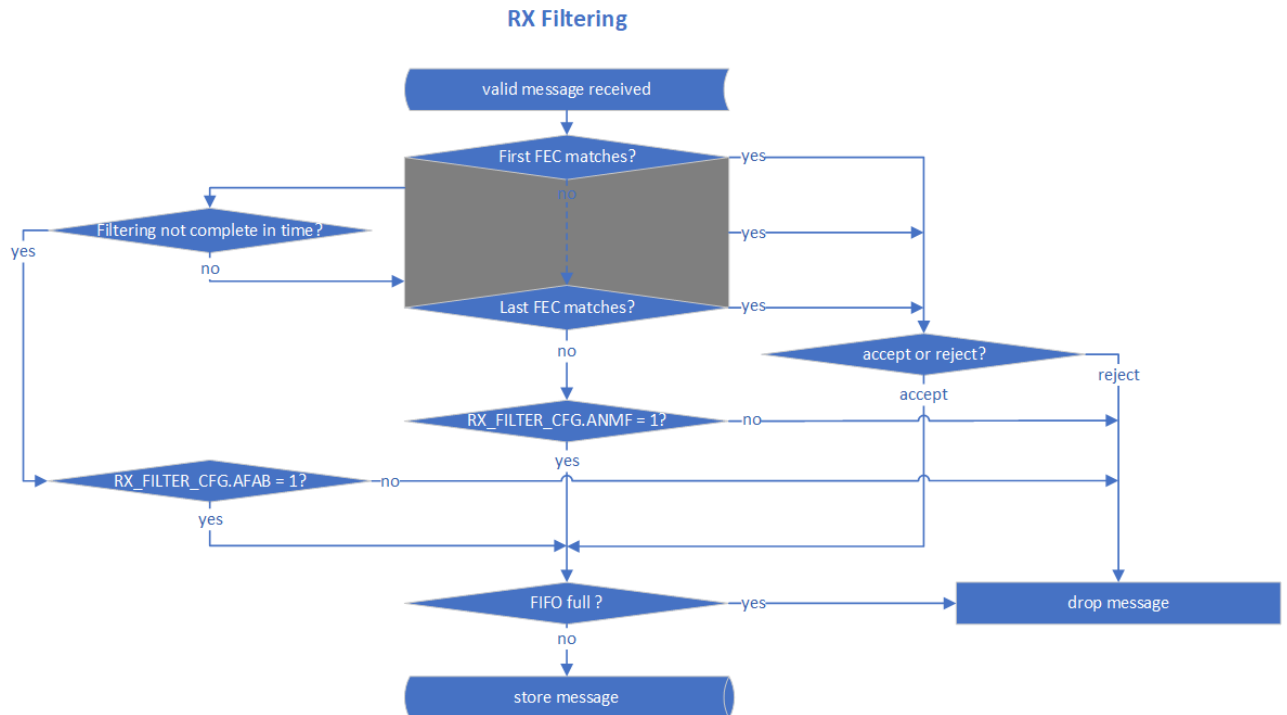 RX Filtering
valid message received
First FEC matches?
yes
no
Filtering not complete in time?
yes
yes
no
Last FEC matches?
yes
no
accept or reject?
accept
reject
RX_FILTER_CFG.ANMF = 1?
no
yes
RX_FILTER_CFG.AFAB = 1?
no
yes
FIFO full ?
yes
drop message
no
store message